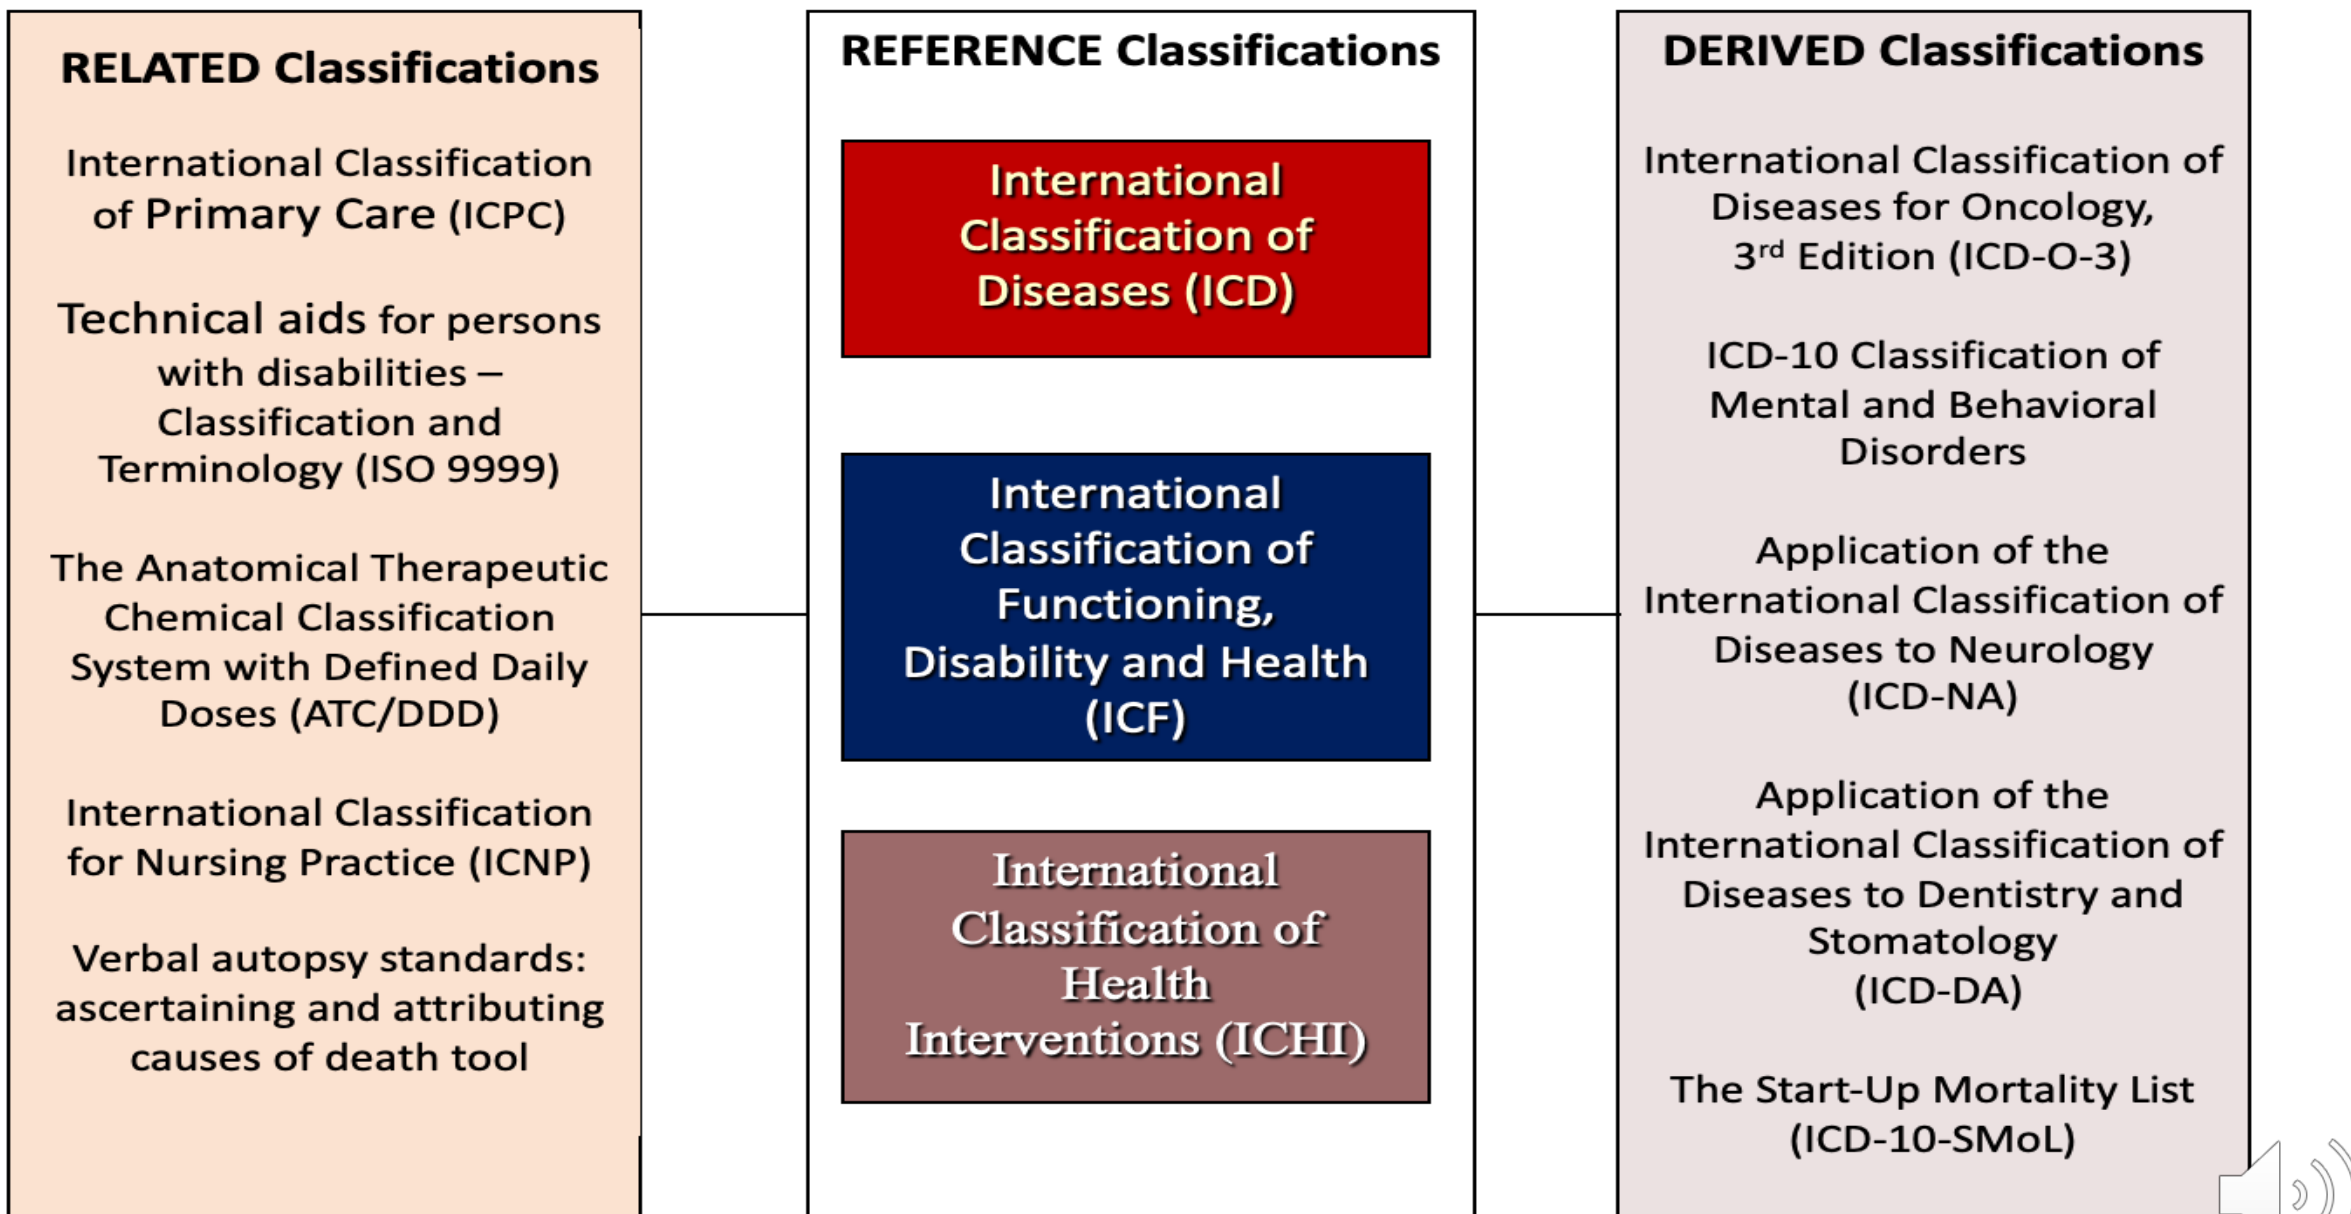 RELATED Classifications
International Classification
of Primary Care (ICPC)
Technical aids for persons
with disabilities –
Classification and
Terminology (ISO 9999)
The Anatomical Therapeutic
Chemical Classification
System with Defined Daily
Doses (ATC/DDD)
International Classification
for Nursing Practice (ICNP)
Verbal autopsy standards:
ascertaining and attributing
causes of death tool
REFERENCE Classifications
International
Classification of
Diseases (ICD)
International
Classification of
Functioning,
Disability and Health
(ICF)
International
Classification of
Health
Interventions (ICHI)
DERIVED Classifications
International Classification of
Diseases for Oncology,
3rd Edition (ICD-O-3)
ICD-10 Classification of
Mental and Behavioral
Disorders
Application of the
International Classification of
Diseases to Neurology
(ICD-NA)
Application of the
International Classification of
Diseases to Dentistry and
Stomatology
(ICD-DA)
The Start-Up Mortality List
(ICD-10-SMoL)